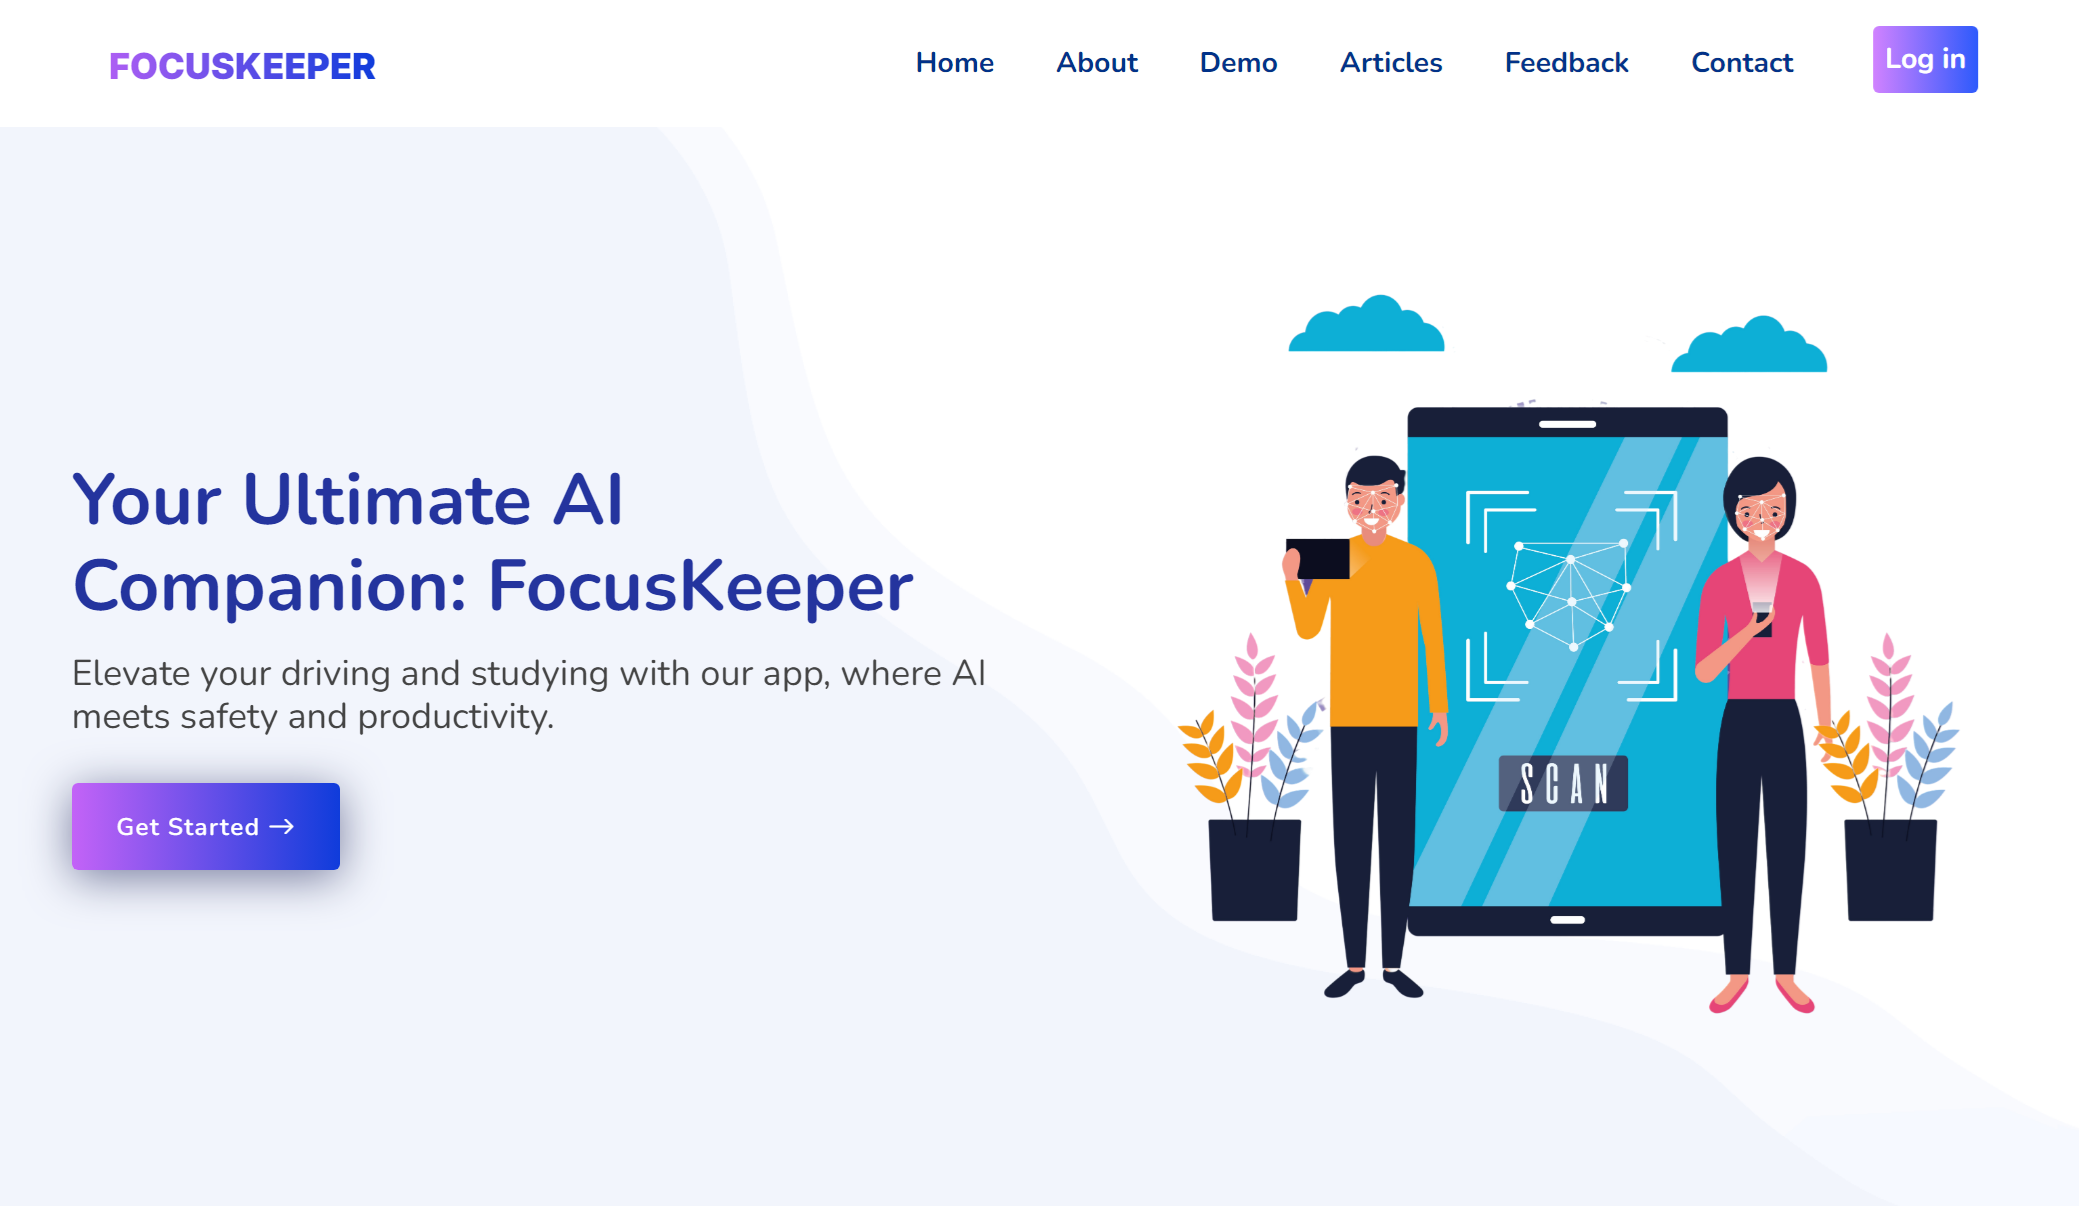 FOCUSKEEPER
Home About Demo Articles Feedback Contact Log in
Your Ultimate AI
Companion: FocusKeeper
Elevate your driving and studying with our app, where AI
meets safety and productivity.
Get Started →
SCAN